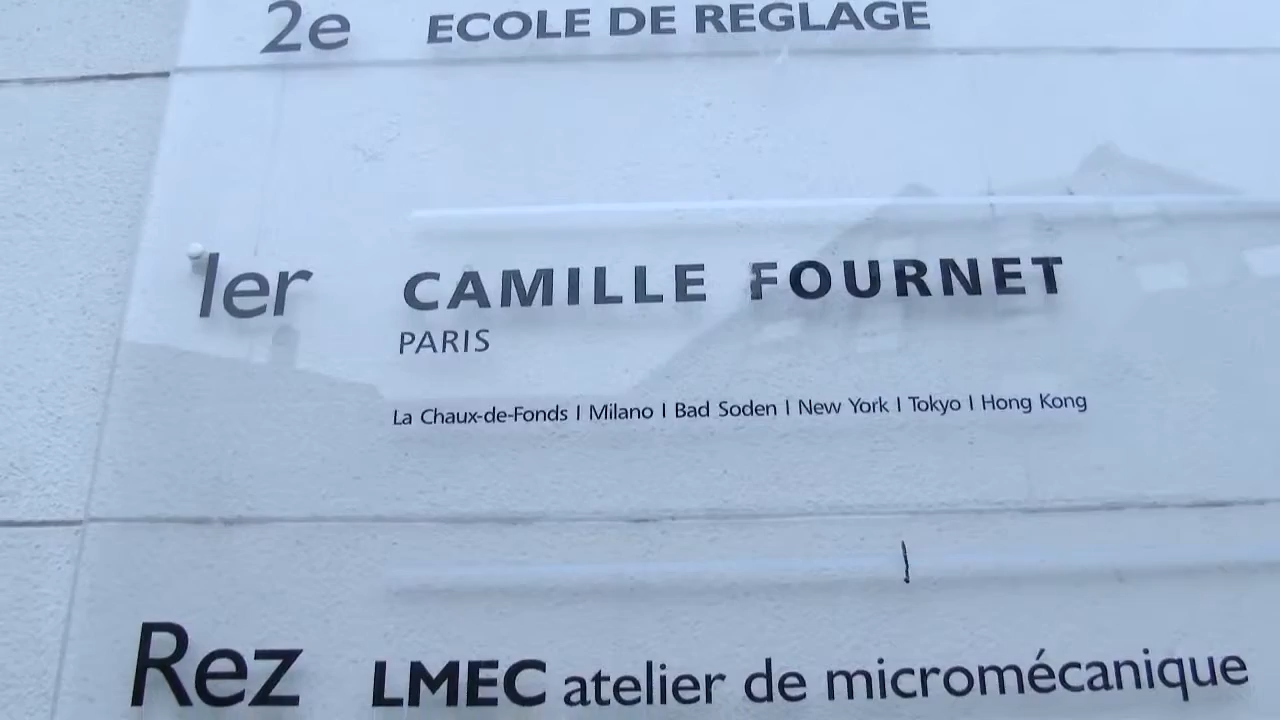 2e ECOLE DE REGLAGE
1er CAMILLE FOURNET
PARIS
La Chaux-de-Fonds | Milano | Bad Soden | New York | Tokyo | Hong Kong
Rez LMEC atelier de micromécanique